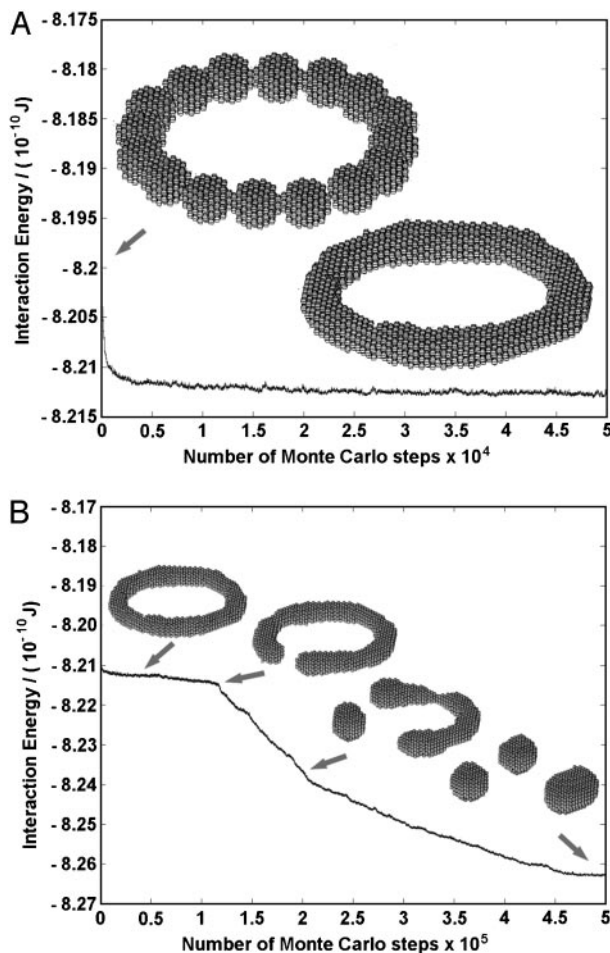 A
- 8.175
- 8.18
- 8.185
- 8.19
- 8.195
- 8.2
- 8.205
- 8.21
- 8.215
Interaction Energy / ( 10⁻¹⁰ J)
0 0.5 1 1.5 2 2.5 3 3.5 4 4.5 5
Number of Monte Carlo steps x 10⁴
B
- 8.17
- 8.18
- 8.19
- 8.20
- 8.21
- 8.22
- 8.23
- 8.24
- 8.25
- 8.26
- 8.27
Interaction Energy / ( 10⁻¹⁰ J)
0 0.5 1 1.5 2 2.5 3 3.5 4 4.5 5
Number of Monte Carlo steps x 10⁵